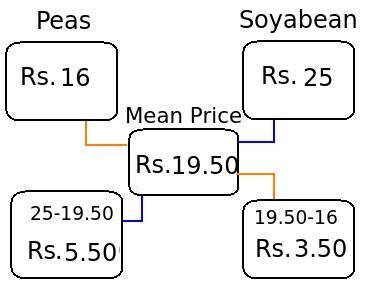 Peas
Soyabean
Rs. 16
Rs. 25
Mean Price
Rs.19.50
25-19.50
Rs.5.50
19.50-16
Rs.3.50